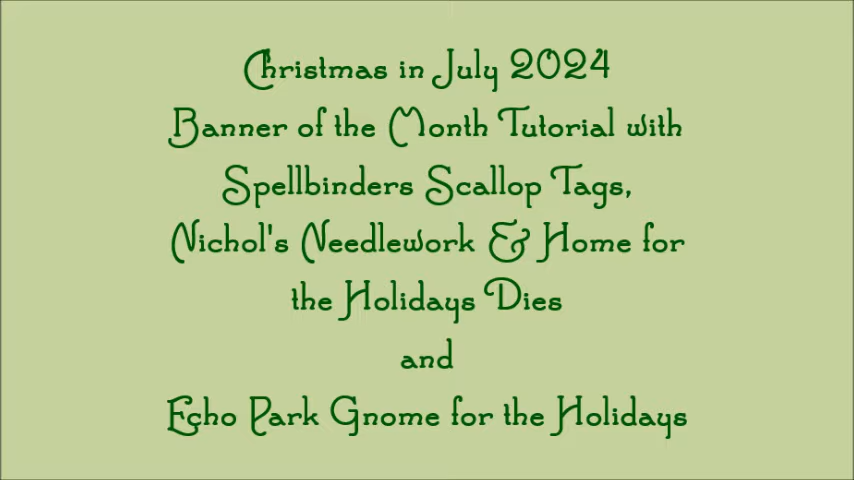 Christmas in July 2024
Banner of the Month Tutorial with
Spellbinders Scallop Tags,
Nichol's Needlework & Home for
the Holidays Dies
and
Echo Park Gnome for the Holidays